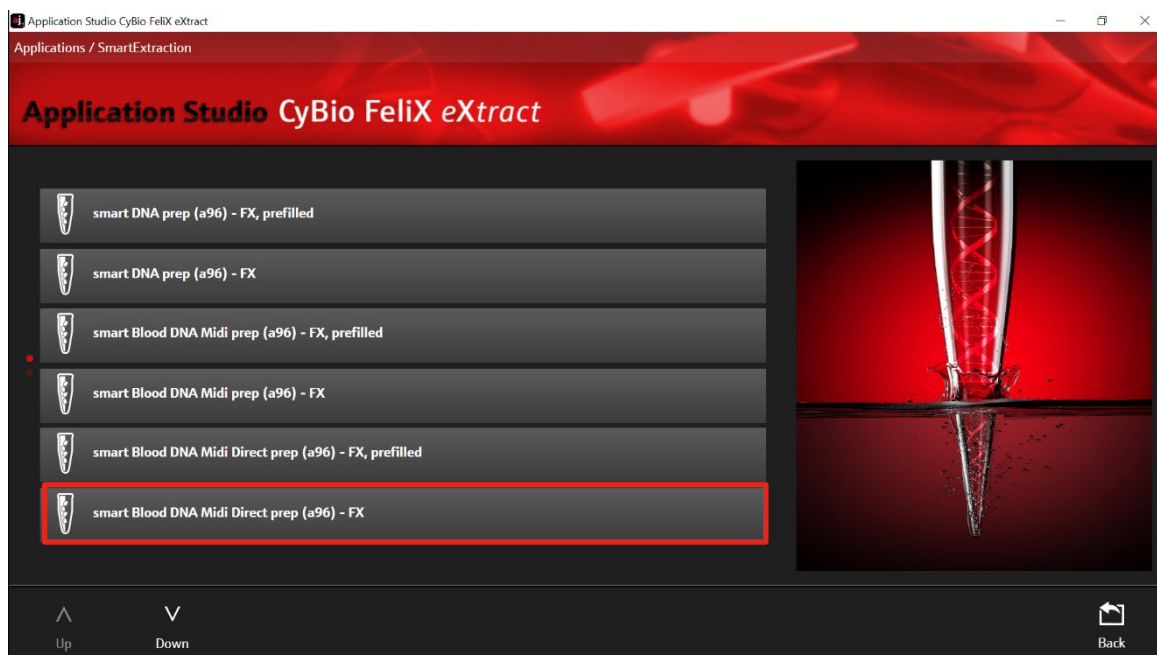 Application Studio CyBio FeliX eXtract
Applications / SmartExtraction
Application Studio CyBio FeliX eXtract
smart DNA prep (a96) - FX, prefilled
smart DNA prep (a96) - FX
smart Blood DNA Midi prep (a96) - FX, prefilled
smart Blood DNA Midi prep (a96) - FX
smart Blood DNA Midi Direct prep (a96) - FX, prefilled
smart Blood DNA Midi Direct prep (a96) - FX
Up
Down
Back